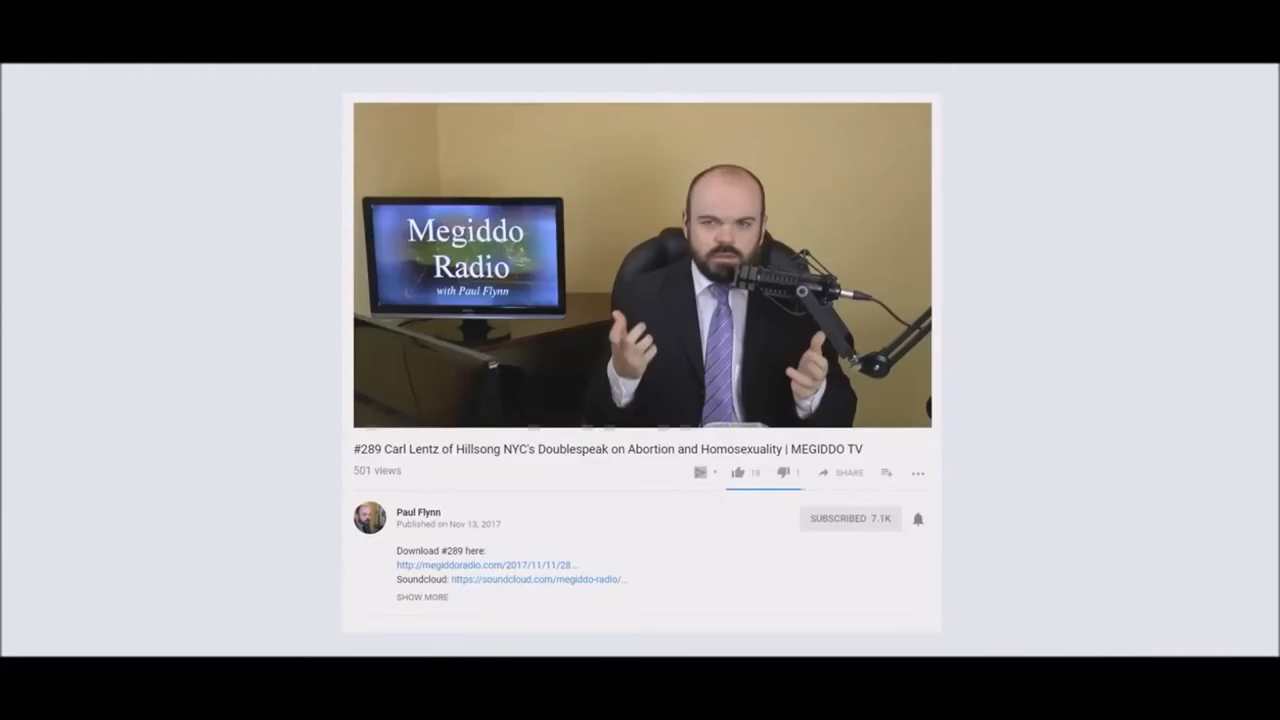 Megiddo
Radio
with Paul Flynn
#289 Carl Lentz of Hillsong NYC's Doublespeak on Abortion and Homosexuality | MEGIDDO TV
501 views
18
1
SHARE
Paul Flynn
Published on Nov 13, 2017
SUBSCRIBED 7.1K
Download #289 here:
http://megiddoradio.com/2017/11/11/28...
Soundcloud: https://soundcloud.com/megiddo-radio/...
SHOW MORE